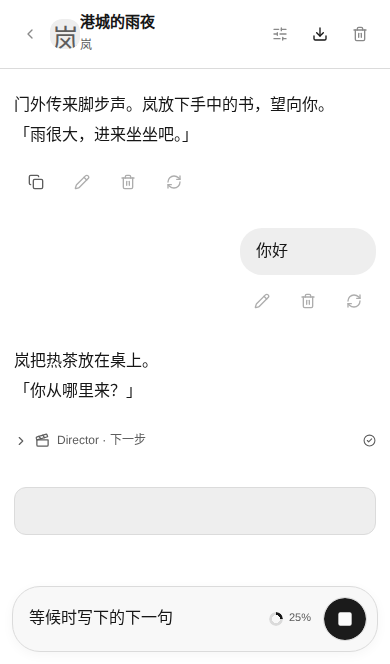 岚
港城的雨夜
岚
门外传来脚步声。岚放下手中的书，望向你。
「雨很大，进来坐坐吧。」
你好
岚把热茶放在桌上。
「你从哪里来？」
Director · 下一步
等候时写下的下一句
25%